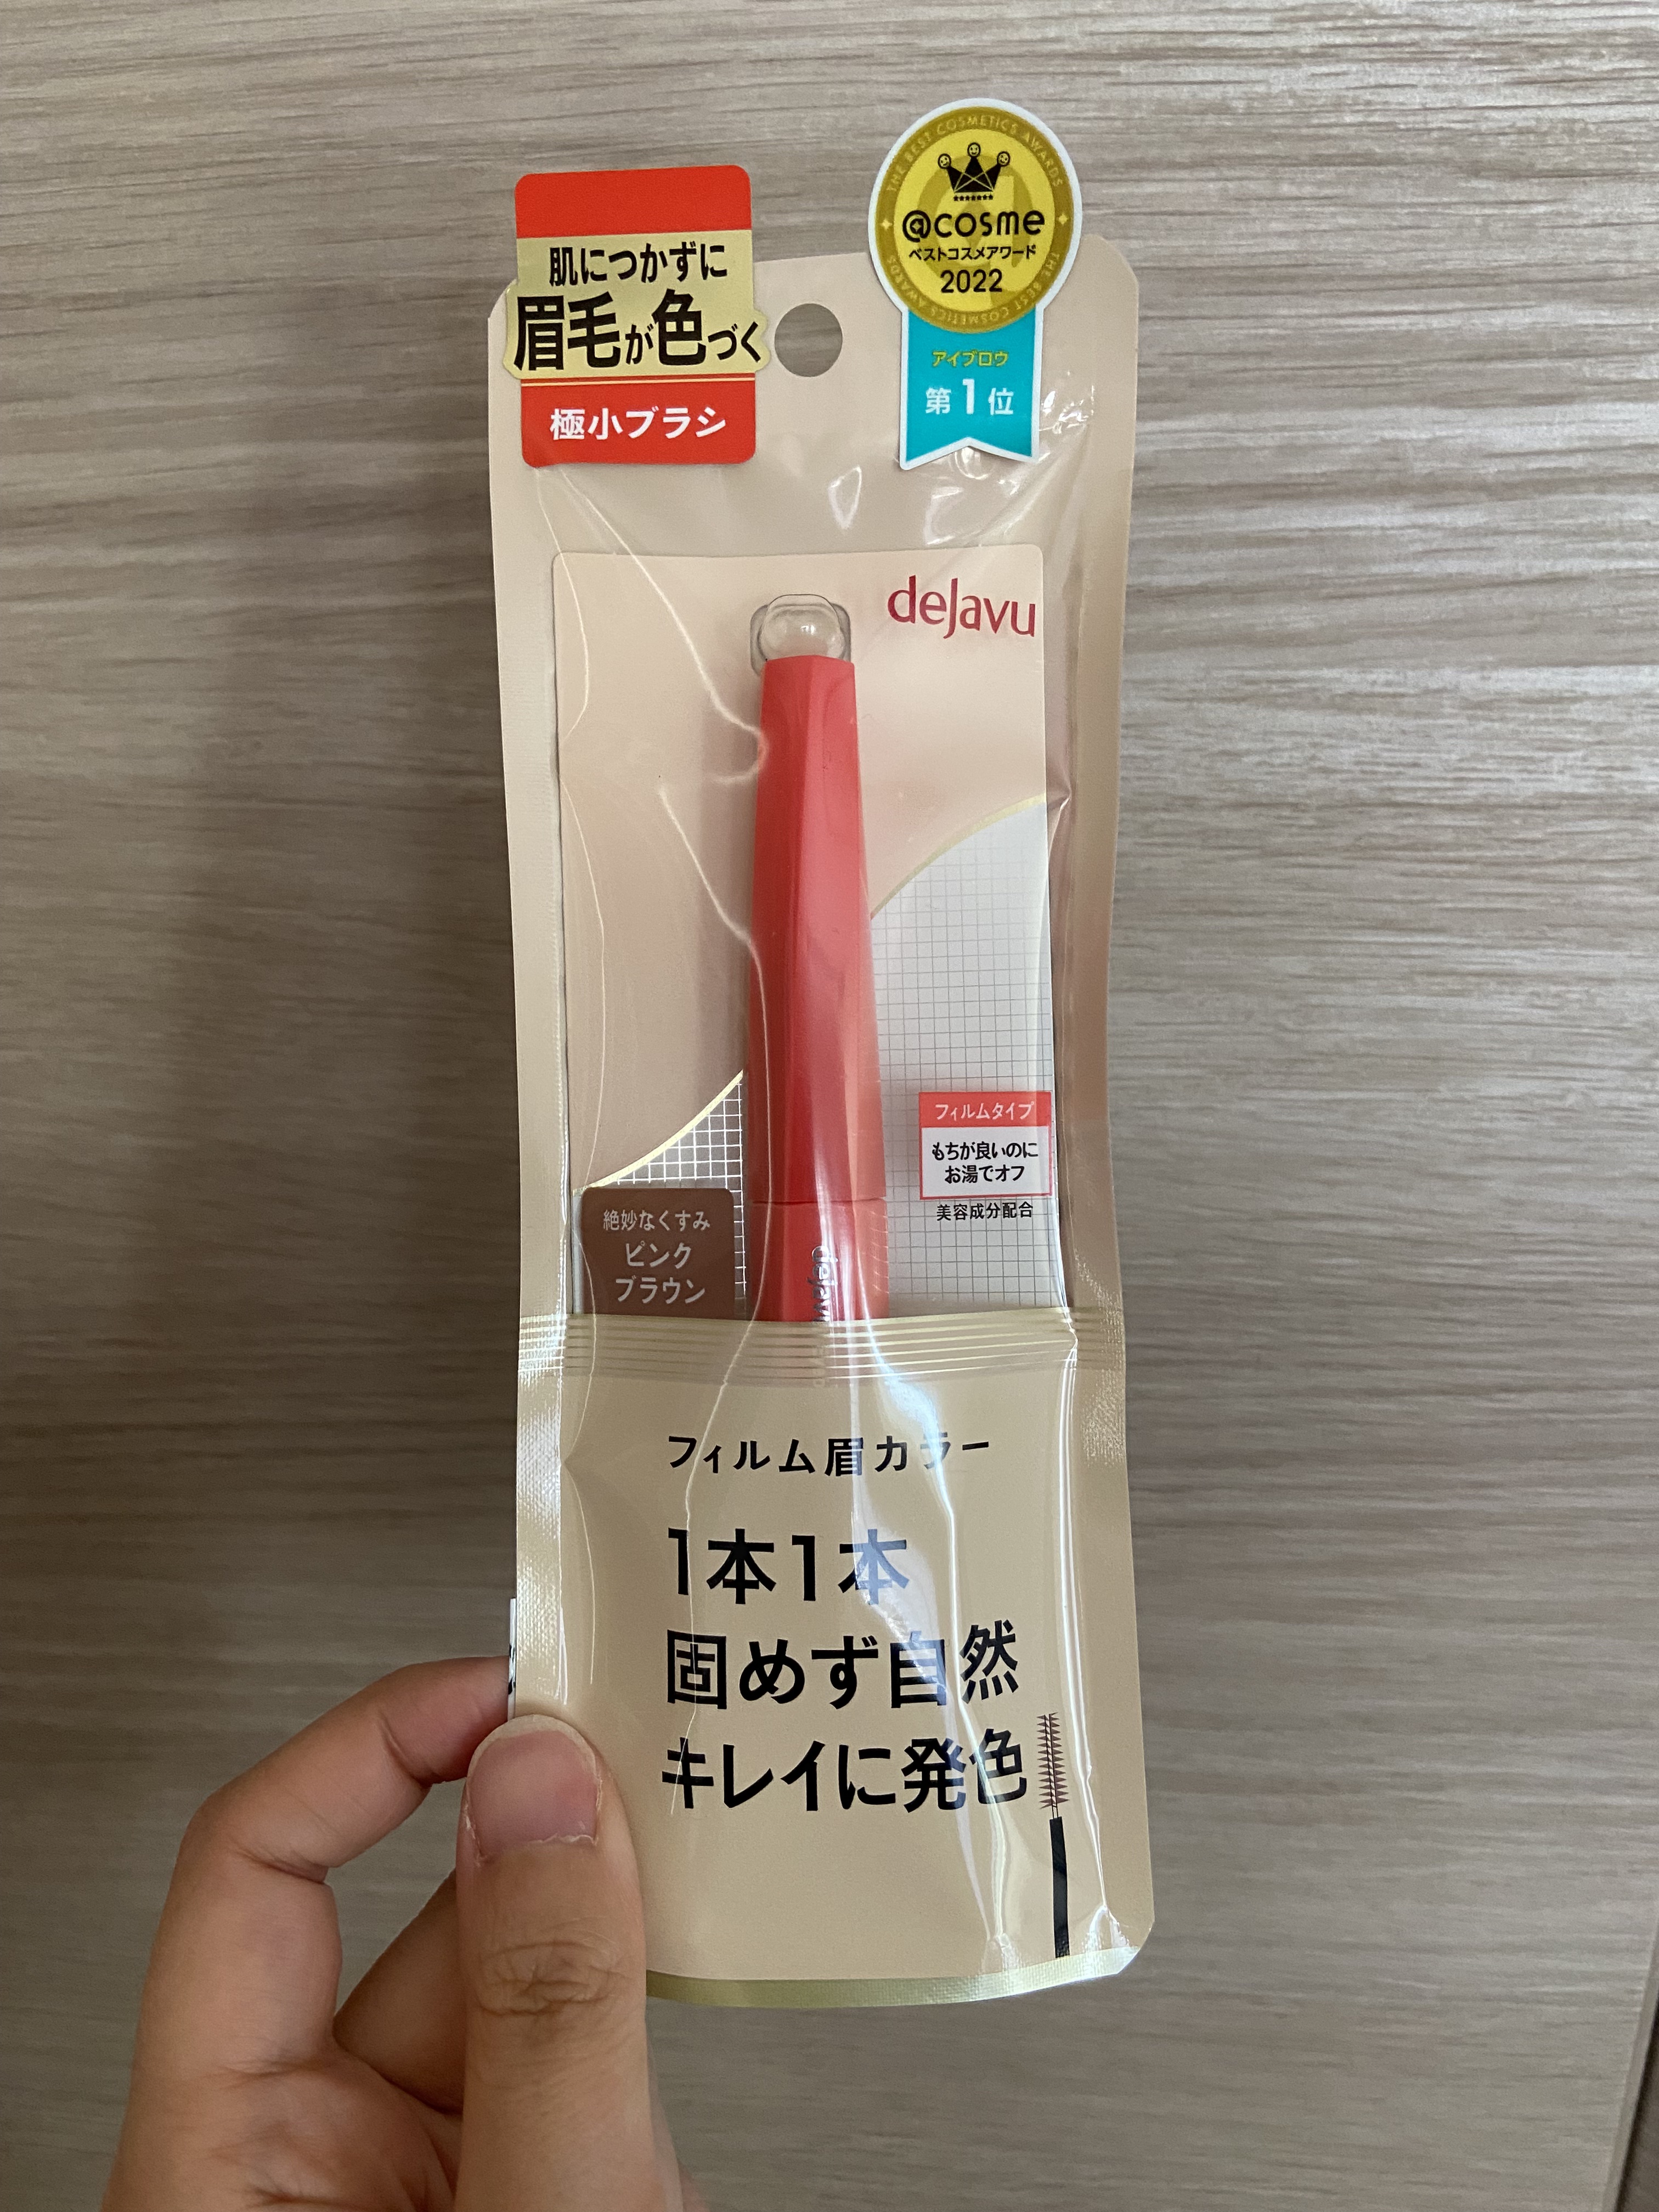 肌につかずに
眉毛が色づく
極小ブラシ
THE BEST COSMETICS AWARDS
@cosme
ベストコスメアワード
2022
THE BEST COSMETICS AWARDS
アイブロウ
第1位
dejavu
フィルムタイプ
もちが良いのに
お湯でオフ
美容成分配合
絶妙なくすみ
ピンク
ブラウン
dejavu
フィルム眉カラー
1本1本
固めず自然
キレイに発色